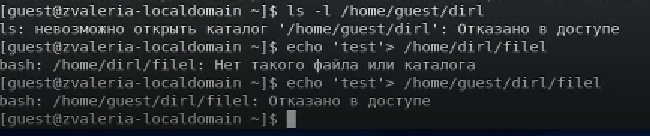 [guest@zvaleria-localdomain ~]$ ls -l /home/guest/dirl
ls: невозможно открыть каталог '/home/guest/dirl': Отказано в доступе
[guest@zvaleria-localdomain ~]$ echo 'test'> /home/dirl/filel
bash: /home/dirl/filel: Нет такого файла или каталога
[guest@zvaleria-localdomain ~]$ echo 'test'> /home/guest/dirl/filel
bash: /home/guest/dirl/filel: Отказано в доступе
[guest@zvaleria-localdomain ~]$